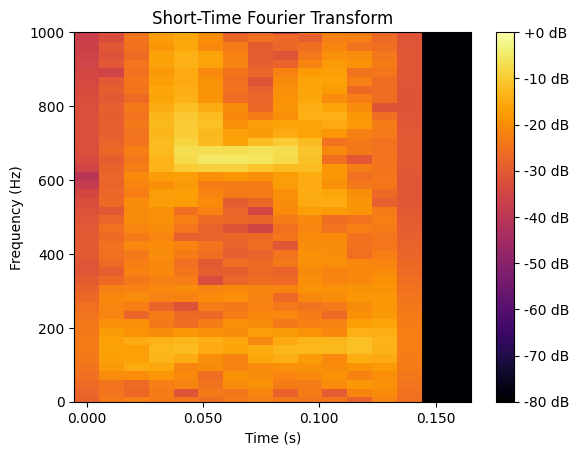 Short-Time Fourier Transform
1000
800
600
400
200
0
Frequency (Hz)
0.000
0.050
0.100
0.150
Time (s)
+0 dB
-10 dB
-20 dB
-30 dB
-40 dB
-50 dB
-60 dB
-70 dB
-80 dB